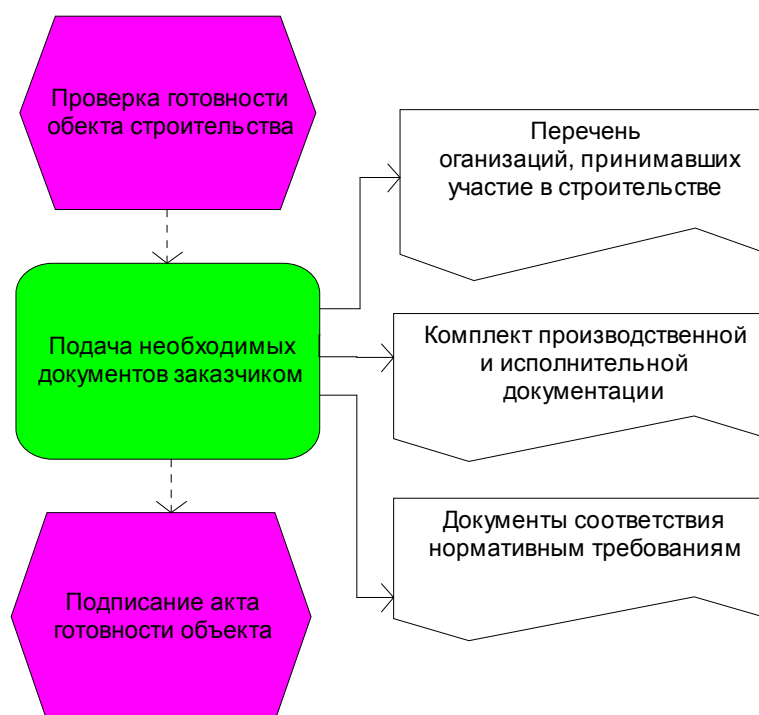 Проверка готовности
обекта строительства
Перечень
оганизаций, принимавших
участие в строительстве
Подача необходимых
документов заказчиком
Комплект производственной
и исполнительной
документации
Документы соответствия
нормативным требованиям
Подписание акта
готовности объекта